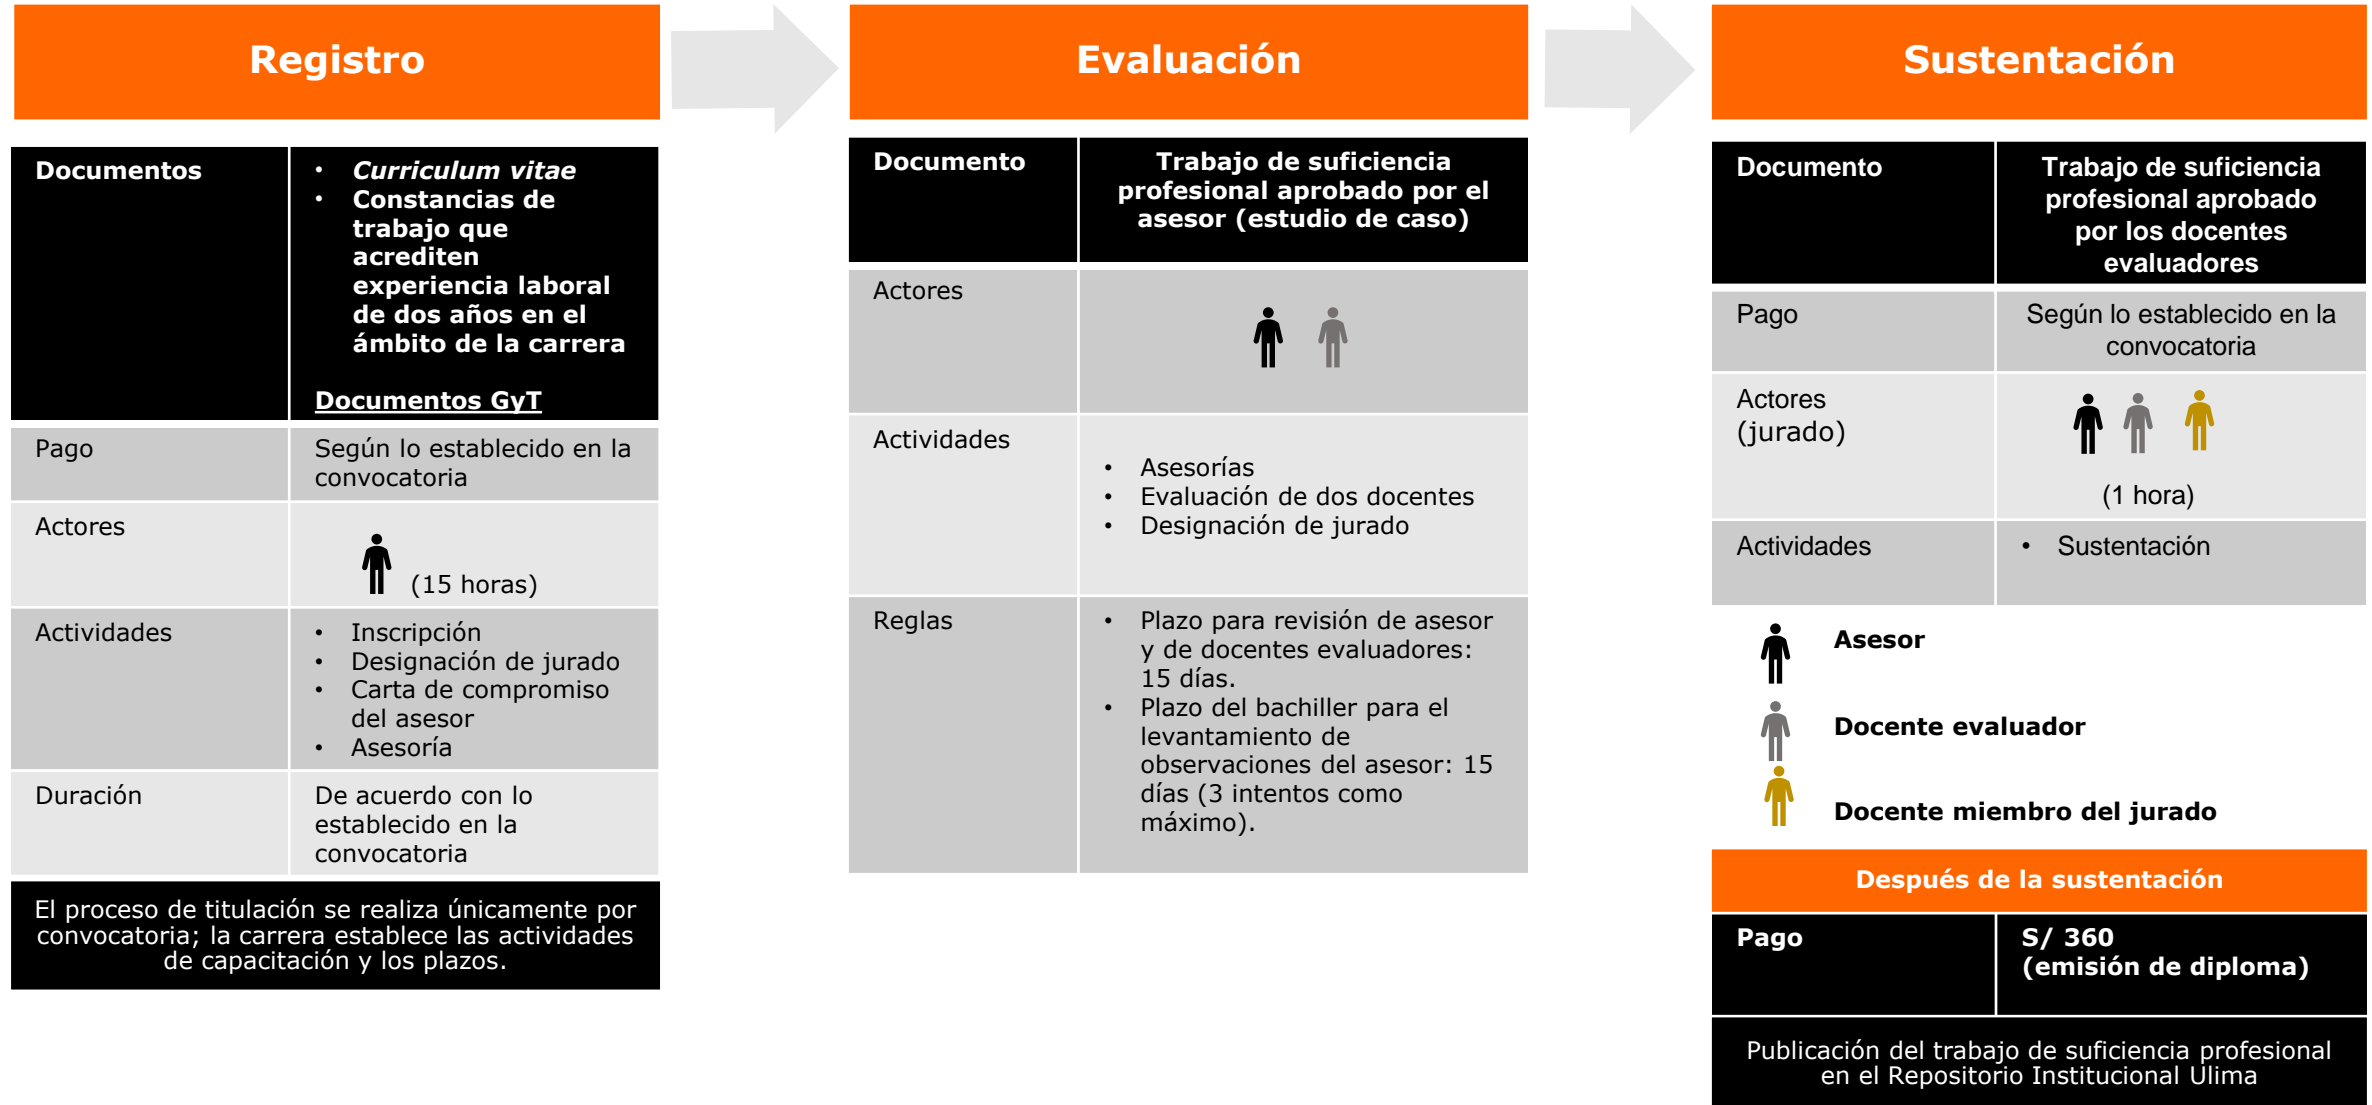 Registro
Documentos
• Curriculum vitae
• Constancias de
trabajo que
acrediten
experiencia laboral
de dos años en el
ámbito de la carrera
Documentos GyT
Pago
Según lo establecido en la
convocatoria
Actores
(15 horas)
Actividades
• Inscripción
• Designación de jurado
• Carta de compromiso
del asesor
• Asesoría
Duración
De acuerdo con lo
establecido en la
convocatoria
El proceso de titulación se realiza únicamente por
convocatoria; la carrera establece las actividades
de capacitación y los plazos.
Evaluación
Documento
Trabajo de suficiencia
profesional aprobado por el
asesor (estudio de caso)
Actores
Actividades
• Asesorías
• Evaluación de dos docentes
• Designación de jurado
Reglas
• Plazo para revisión de asesor
y de docentes evaluadores:
15 días.
• Plazo del bachiller para el
levantamiento de
observaciones del asesor: 15
días (3 intentos como
máximo).
Sustentación
Documento
Trabajo de suficiencia
profesional aprobado
por los docentes
evaluadores
Pago
Según lo establecido en la
convocatoria
Actores
(jurado)
(1 hora)
Actividades
• Sustentación
Asesor
Docente evaluador
Docente miembro del jurado
Después de la sustentación
Pago
S/ 360
(emisión de diploma)
Publicación del trabajo de suficiencia profesional
en el Repositorio Institucional Ulima